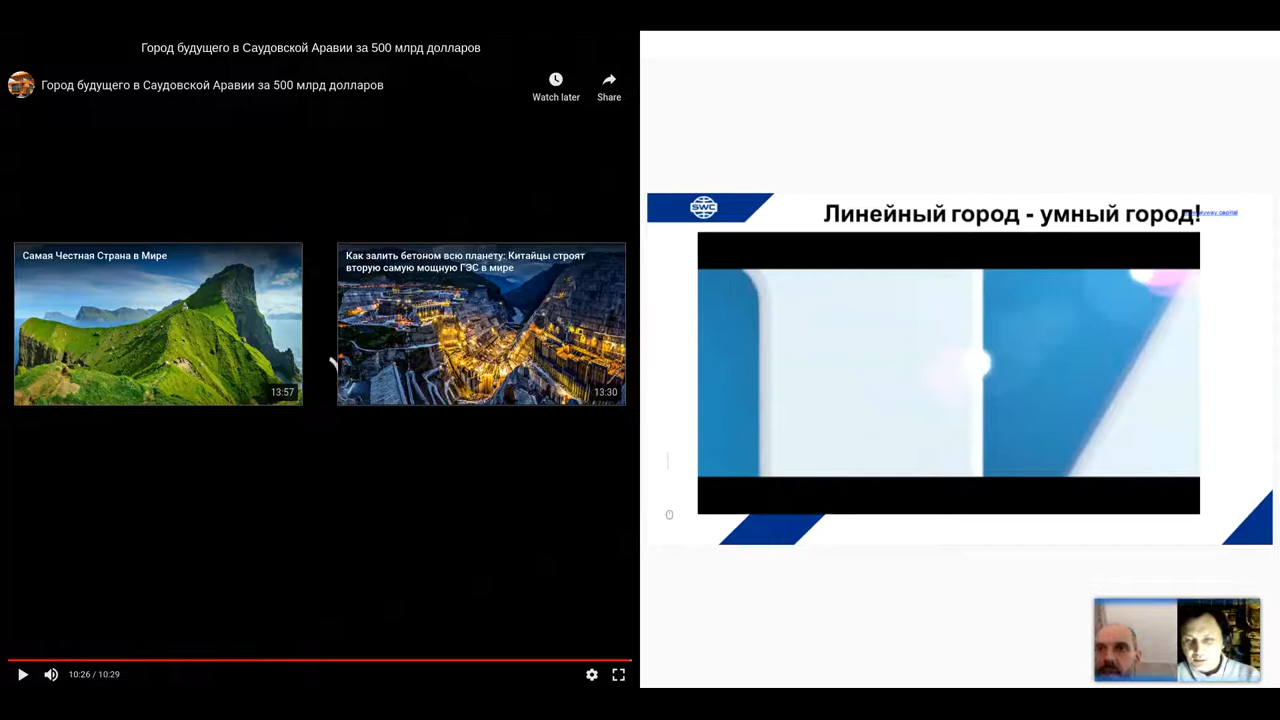 Город будущего в Саудовской Аравии за 500 млрд долларов
Город будущего в Саудовской Аравии за 500 млрд долларов
Watch later
Share
Самая Честная Страна в Мире
13:57
Как залить бетоном всю планету: Китайцы строят
вторую самую мощную ГЭС в мире
13:30
10:26 / 10:29
SWC
Линейный город - умный город!
capital